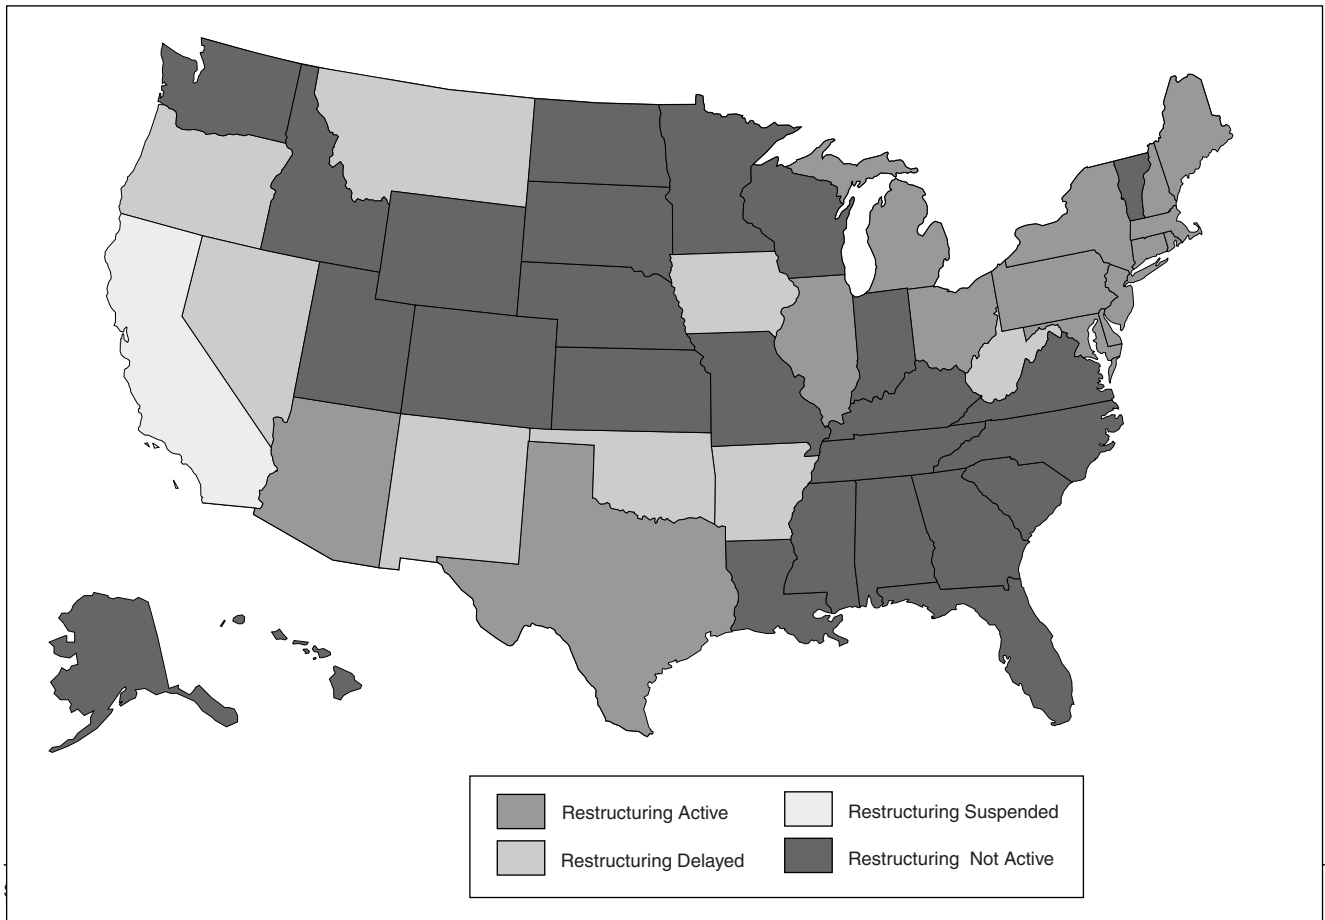 Restructuring Active
Restructuring Suspended
Restructuring Delayed
Restructuring Not Active